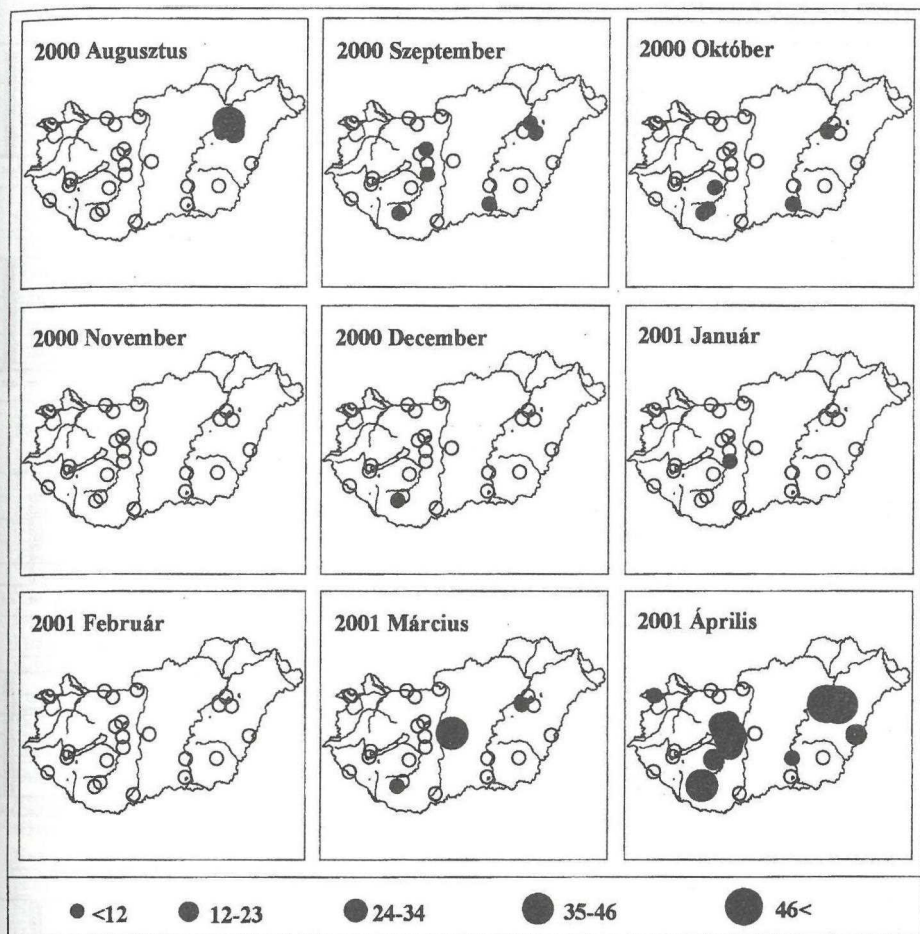 2000 Augusztus
2000 Szeptember
2000 Október
2000 November
2000 December
2001 Január
2001 Február
2001 Március
2001 Április
<12
12-23
24-34
35-46
46<